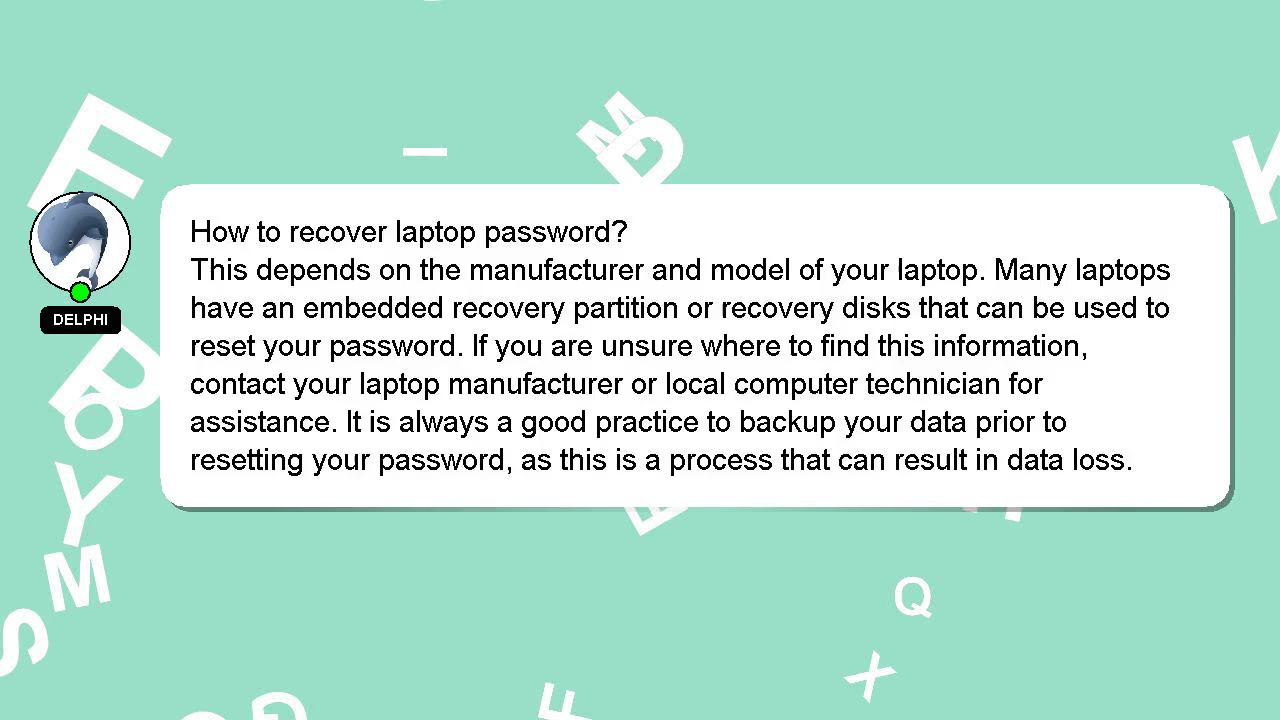 E
M
P
K
How to recover laptop password?
This depends on the manufacturer and model of your laptop. Many laptops
have an embedded recovery partition or recovery disks that can be used to
reset your password. If you are unsure where to find this information,
contact your laptop manufacturer or local computer technician for
assistance. It is always a good practice to backup your data prior to
resetting your password, as this is a process that can result in data loss.
DELPHI
R
O
Y
E
M
Q
S
X
F
G